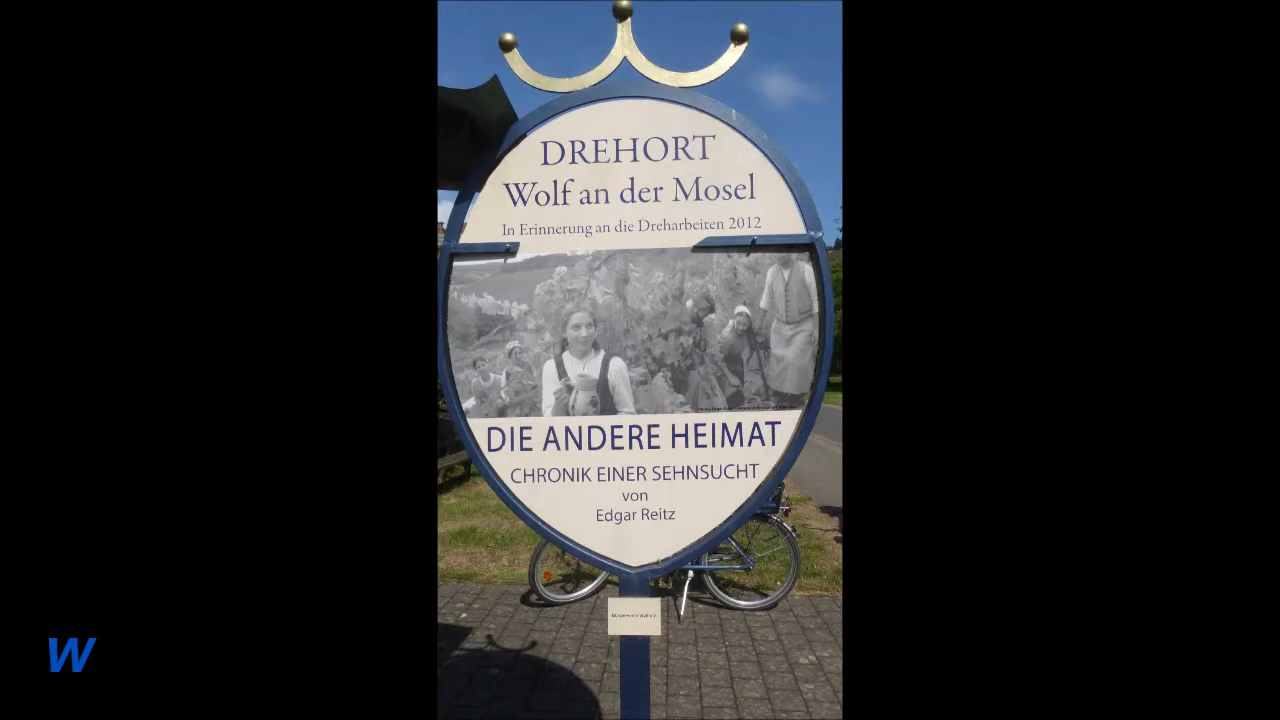 DREHORT
Wolf an der Mosel
In Erinnerung an die Dreharbeiten 2012
DIE ANDERE HEIMAT
CHRONIK EINER SEHNSUCHT
von
Edgar Reitz
W